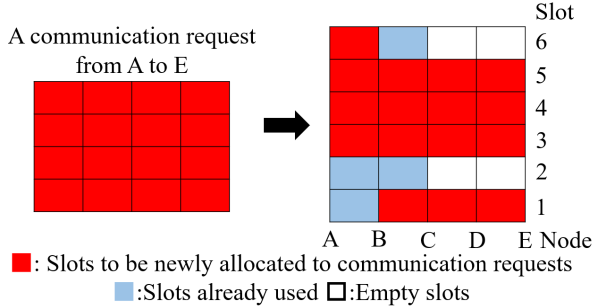 A communication request
from A to E
Slot
6
5
4
3
2
1
A B C D E Node
: Slots to be newly allocated to communication requests
:Slots already used :Empty slots